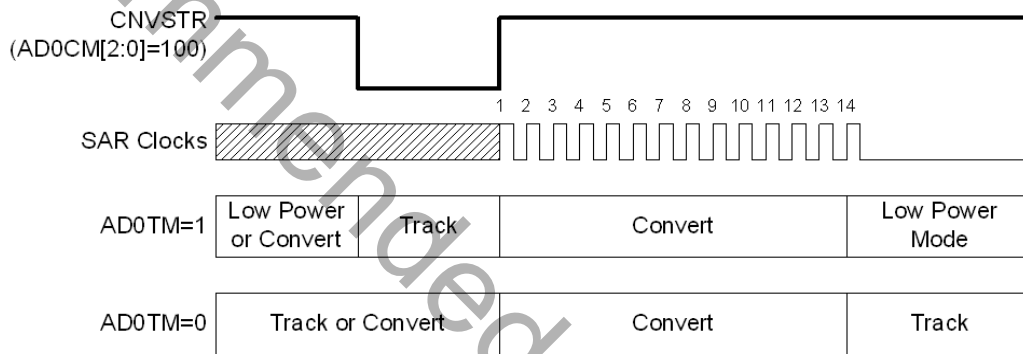 CNVSTR
(AD0CM[2:0]=100)
1 2 3 4 5 6 7 8 9 10 11 12 13 14
SAR Clocks
AD0TM=1
Low Power
or Convert
Track
Convert
Low Power
Mode
AD0TM=0
Track or Convert
Convert
Track